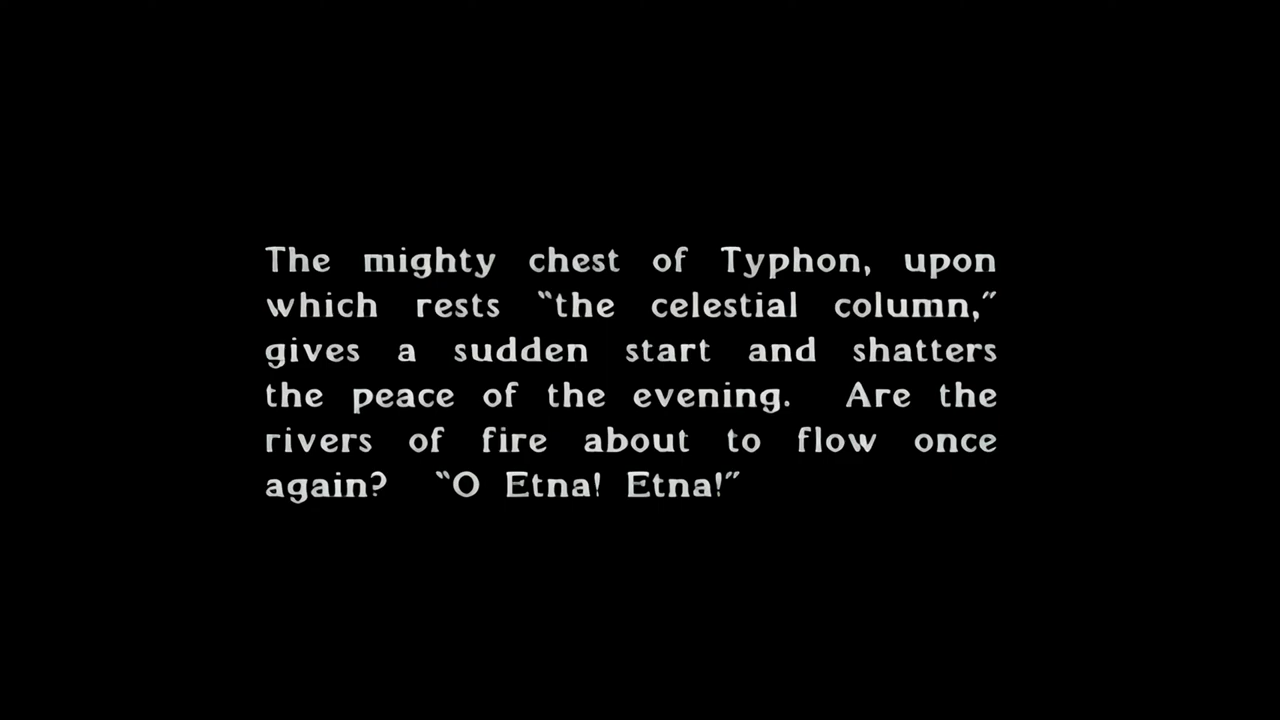 The mighty chest of Typhon, upon
which rests “the celestial column,”
gives a sudden start and shatters
the peace of the evening. Are the
rivers of fire about to flow once
again? “O Etna! Etna!”